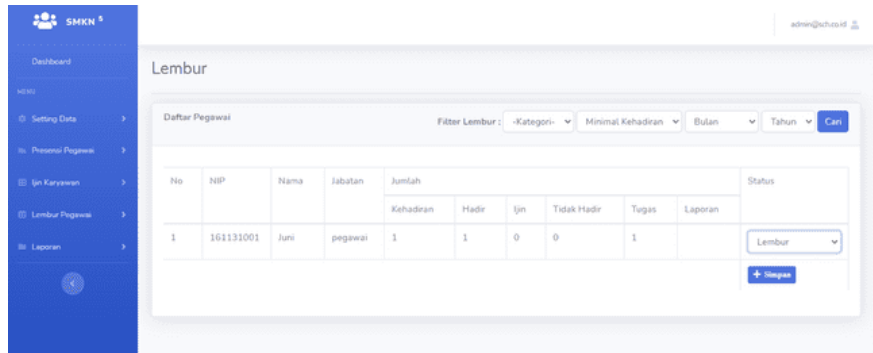 SMKN 5
admin@sch.co.id
Dashboard
Lembur
MENU
Setting Data
Presensi Pegawai
Ijin Karyawan
Lembur Pegawai
Laporan
Daftar Pegawai
Filter Lembur : -Kategori- Minimal Kehadiran Bulan Tahun Cari
No NIP Nama Jabatan Jumlah Status
Kehadiran Hadir Ijin Tidak Hadir Tugas Laporan
1 161131001 Juni pegawai 1 1 0 0 1 Lembur
+ Simpan